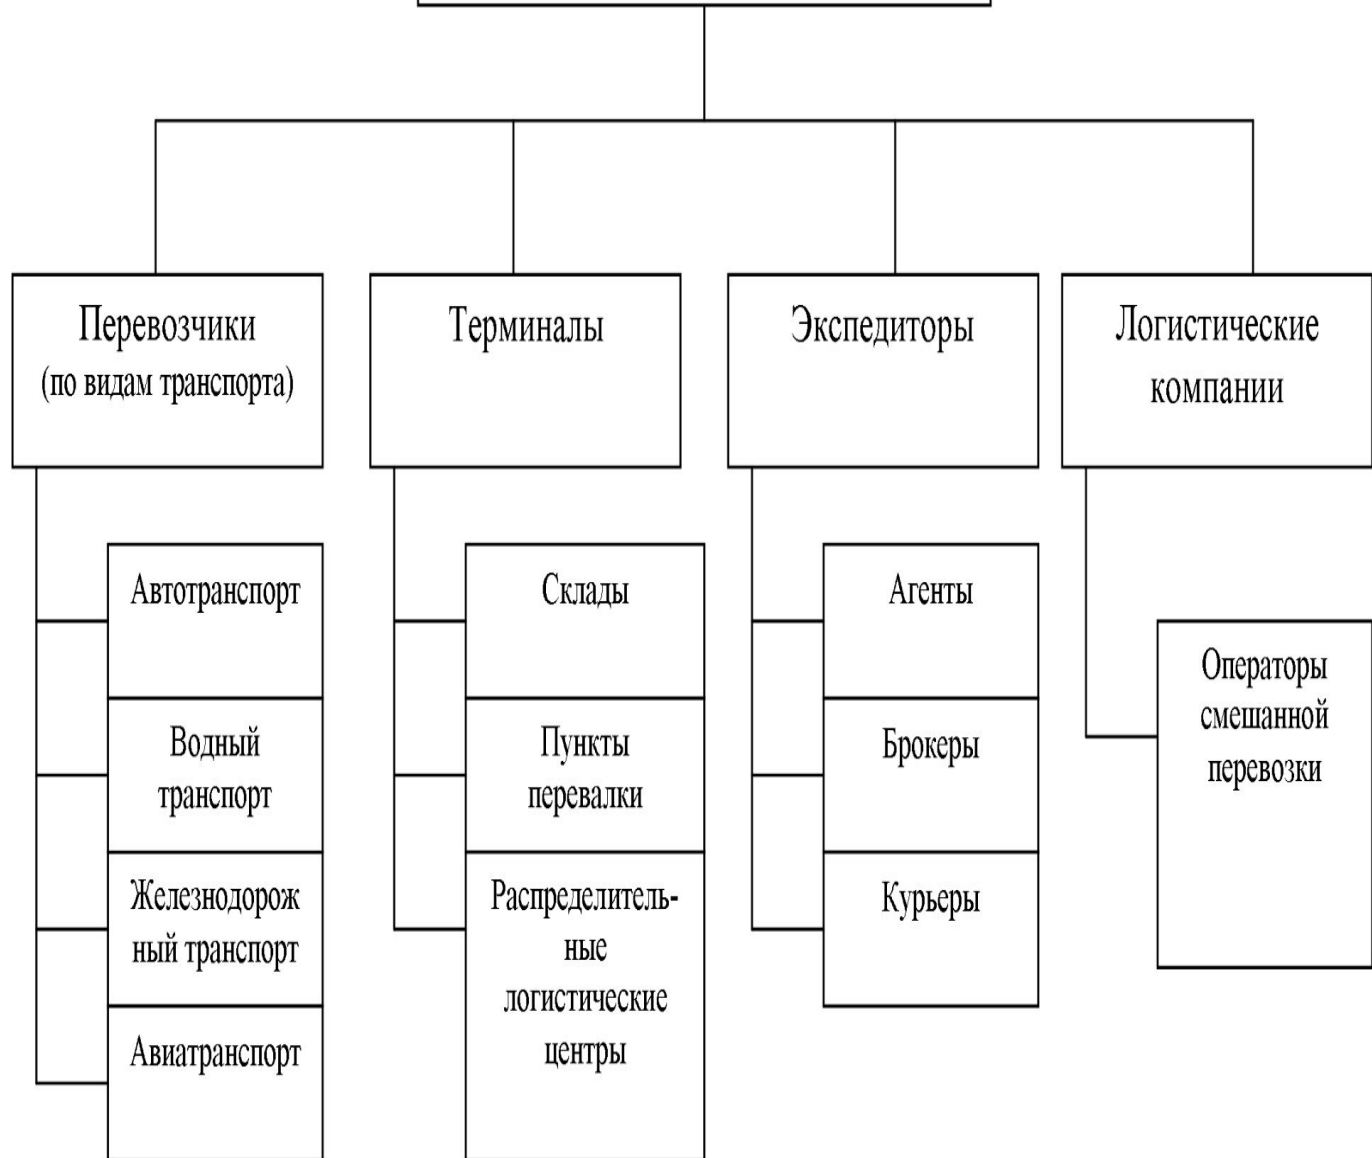 Перевозчики
(по видам транспорта)
Терминалы
Экспедиторы
Логистические
компании
Автотранспорт
Водный
транспорт
Железнодорож
ный транспорт
Авиатранспорт
Склады
Пункты
перевалки
Распределитель-
ные
логистические
центры
Агенты
Брокеры
Курьеры
Операторы
смешанной
перевозки